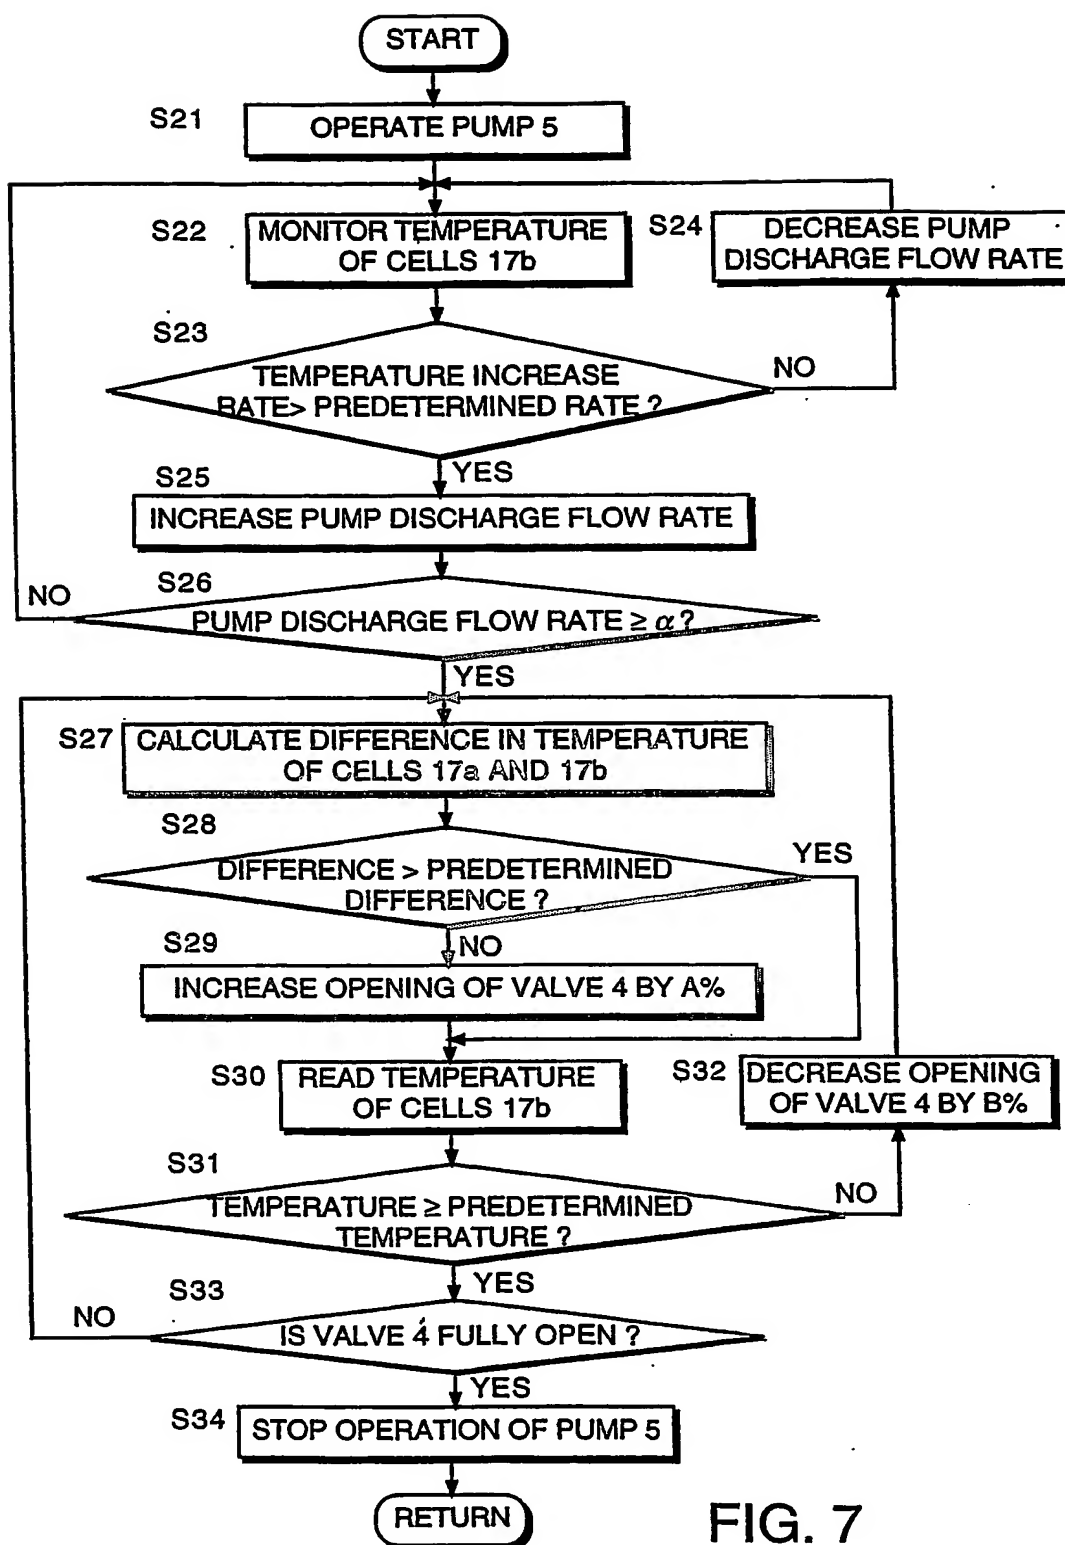 START
S21
OPERATE PUMP 5
S22
MONITOR TEMPERATURE
OF CELLS 17b
S24
DECREASE PUMP
DISCHARGE FLOW RATE
S23
TEMPERATURE INCREASE
RATE> PREDETERMINED RATE ?
NO
YES
S25
INCREASE PUMP DISCHARGE FLOW RATE
S26
NO
PUMP DISCHARGE FLOW RATE ≥ α ?
YES
S27
CALCULATE DIFFERENCE IN TEMPERATURE
OF CELLS 17a AND 17b
S28
DIFFERENCE > PREDETERMINED
DIFFERENCE ?
YES
NO
S29
INCREASE OPENING OF VALVE 4 BY A%
S30
READ TEMPERATURE
OF CELLS 17b
S32
DECREASE OPENING
OF VALVE 4 BY B%
S31
TEMPERATURE ≥ PREDETERMINED
TEMPERATURE ?
NO
YES
S33
NO
IS VALVE 4 FULLY OPEN ?
YES
S34
STOP OPERATION OF PUMP 5
RETURN
FIG. 7